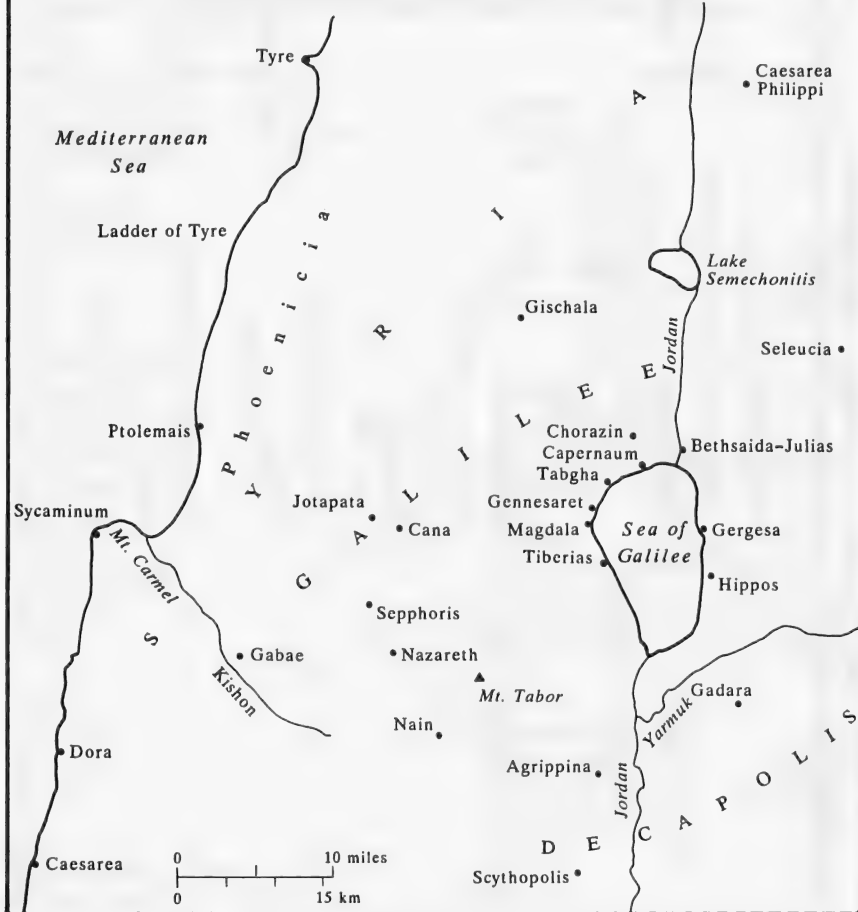 Tyre
Caesarea
Philippi
Mediterranean
Sea
Ladder of Tyre
Phoenicia
SYRIA
Lake
Semechonitis
Gischala
Jordan
Seleucia
GALILEE
Ptolemais
Chorazin
Capernaum
Bethsaida-Julias
Tabgha
Gennesaret
Jotapata
Cana
Magdala
Sea of
Galilee
Gergesa
Sycaminum
Mt. Carmel
Tiberias
Hippos
Sepphoris
Gabae
Nazareth
Kishon
Mt. Tabor
Gadara
Yarmuk
Nain
Dora
Agrippina
Jordan
DECAPOLIS
Caesarea
0 10 miles
0 15 km
Scythopolis